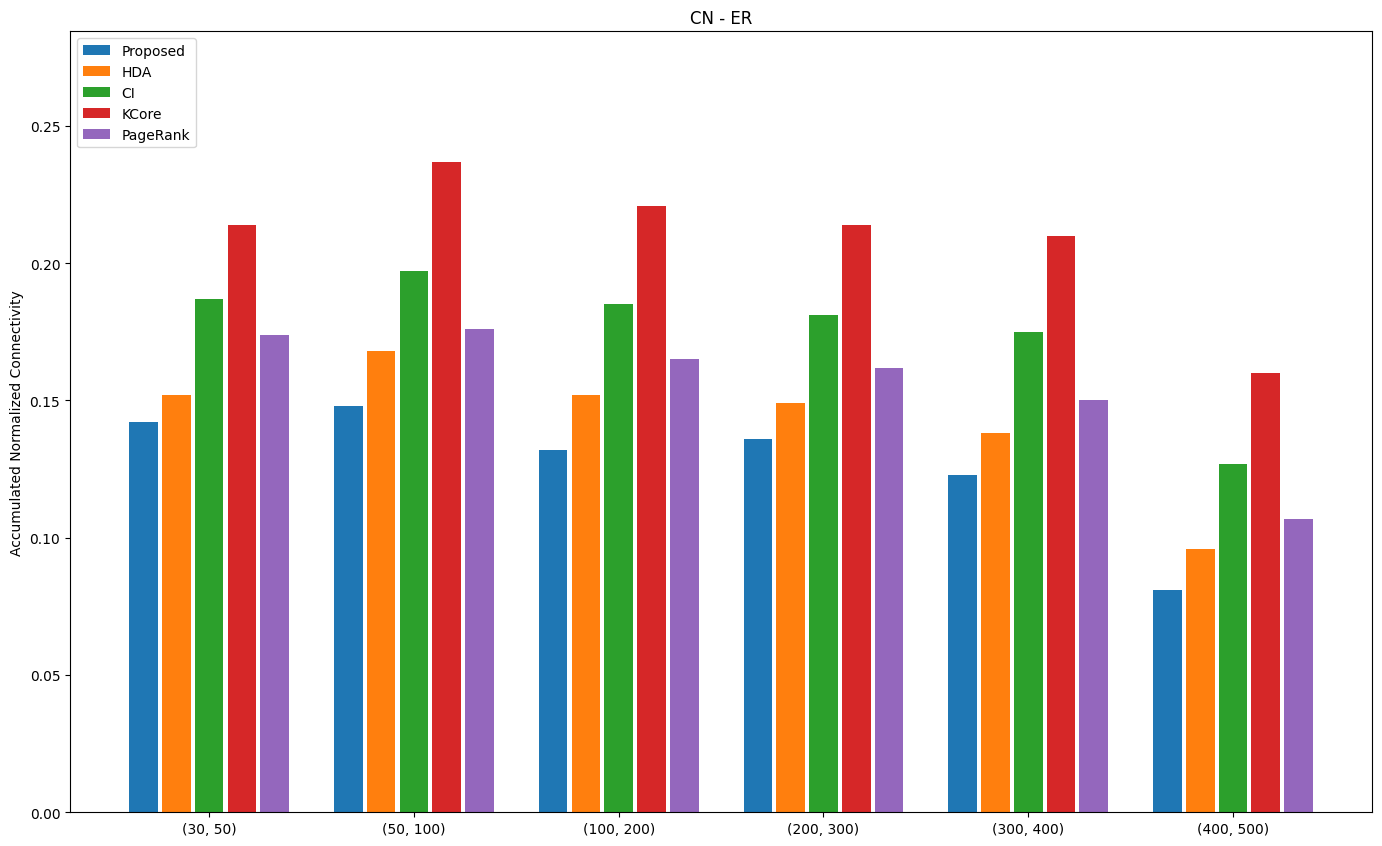 CN - ER
Proposed
HDA
CI
KCore
PageRank
Accumulated Normalized Connectivity
0.25
0.20
0.15
0.10
0.05
0.00
(30, 50) (50, 100) (100, 200) (200, 300) (300, 400) (400, 500)